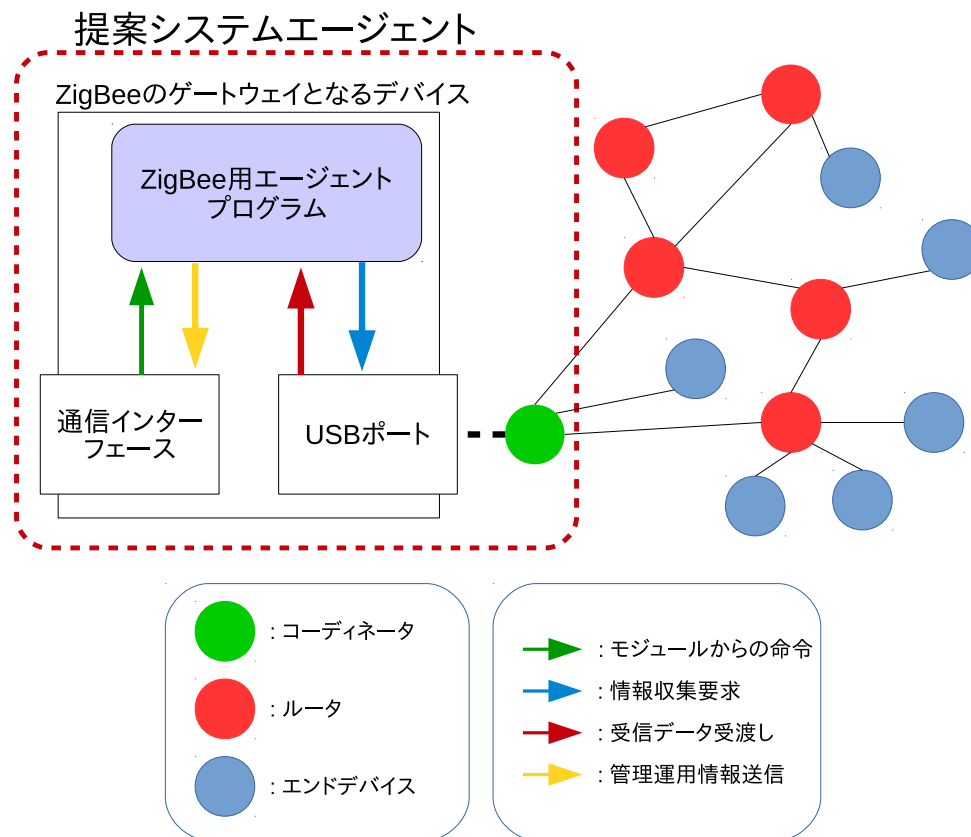 提案システムエージェント
ZigBeeのゲートウェイとなるデバイス
ZigBee用エージェント
プログラム
通信インター
フェース
USBポート
: コーディネータ
: ルータ
: エンドデバイス
: モジュールからの命令
: 情報収集要求
: 受信データ受渡し
: 管理運用情報送信